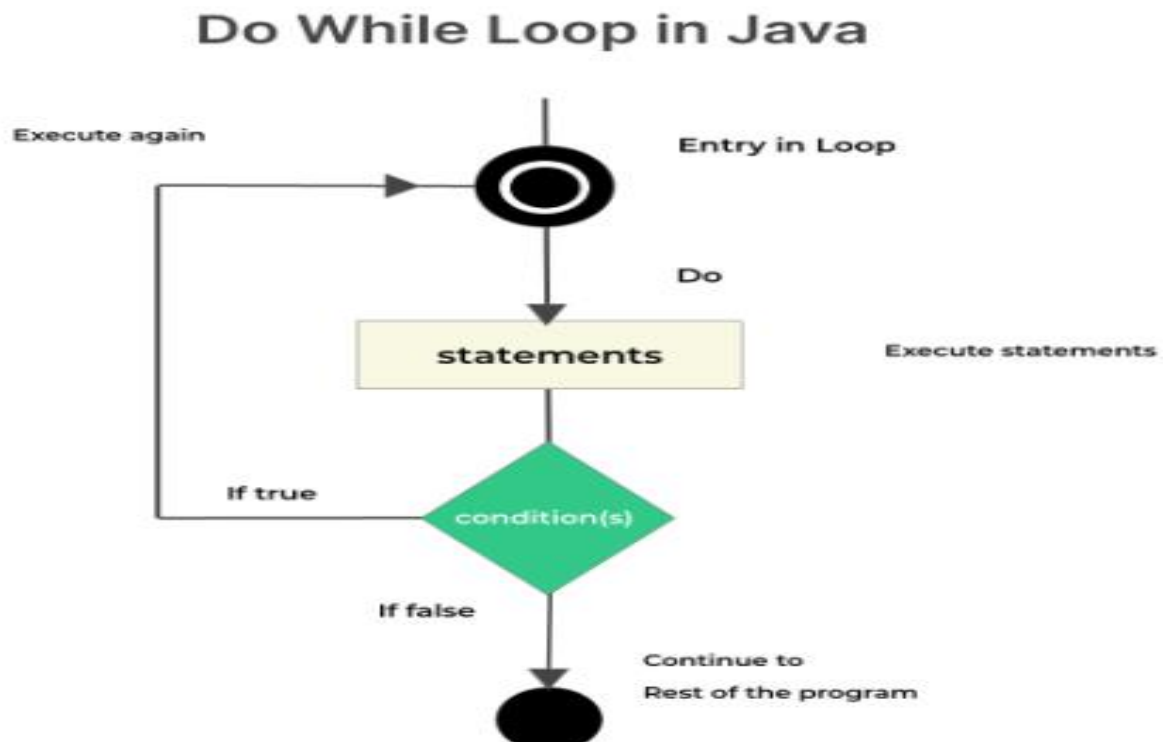 Do While Loop in Java
Execute again
Entry in Loop
Do
statements
Execute statements
If true
condition(s)
If false
Continue to
Rest of the program